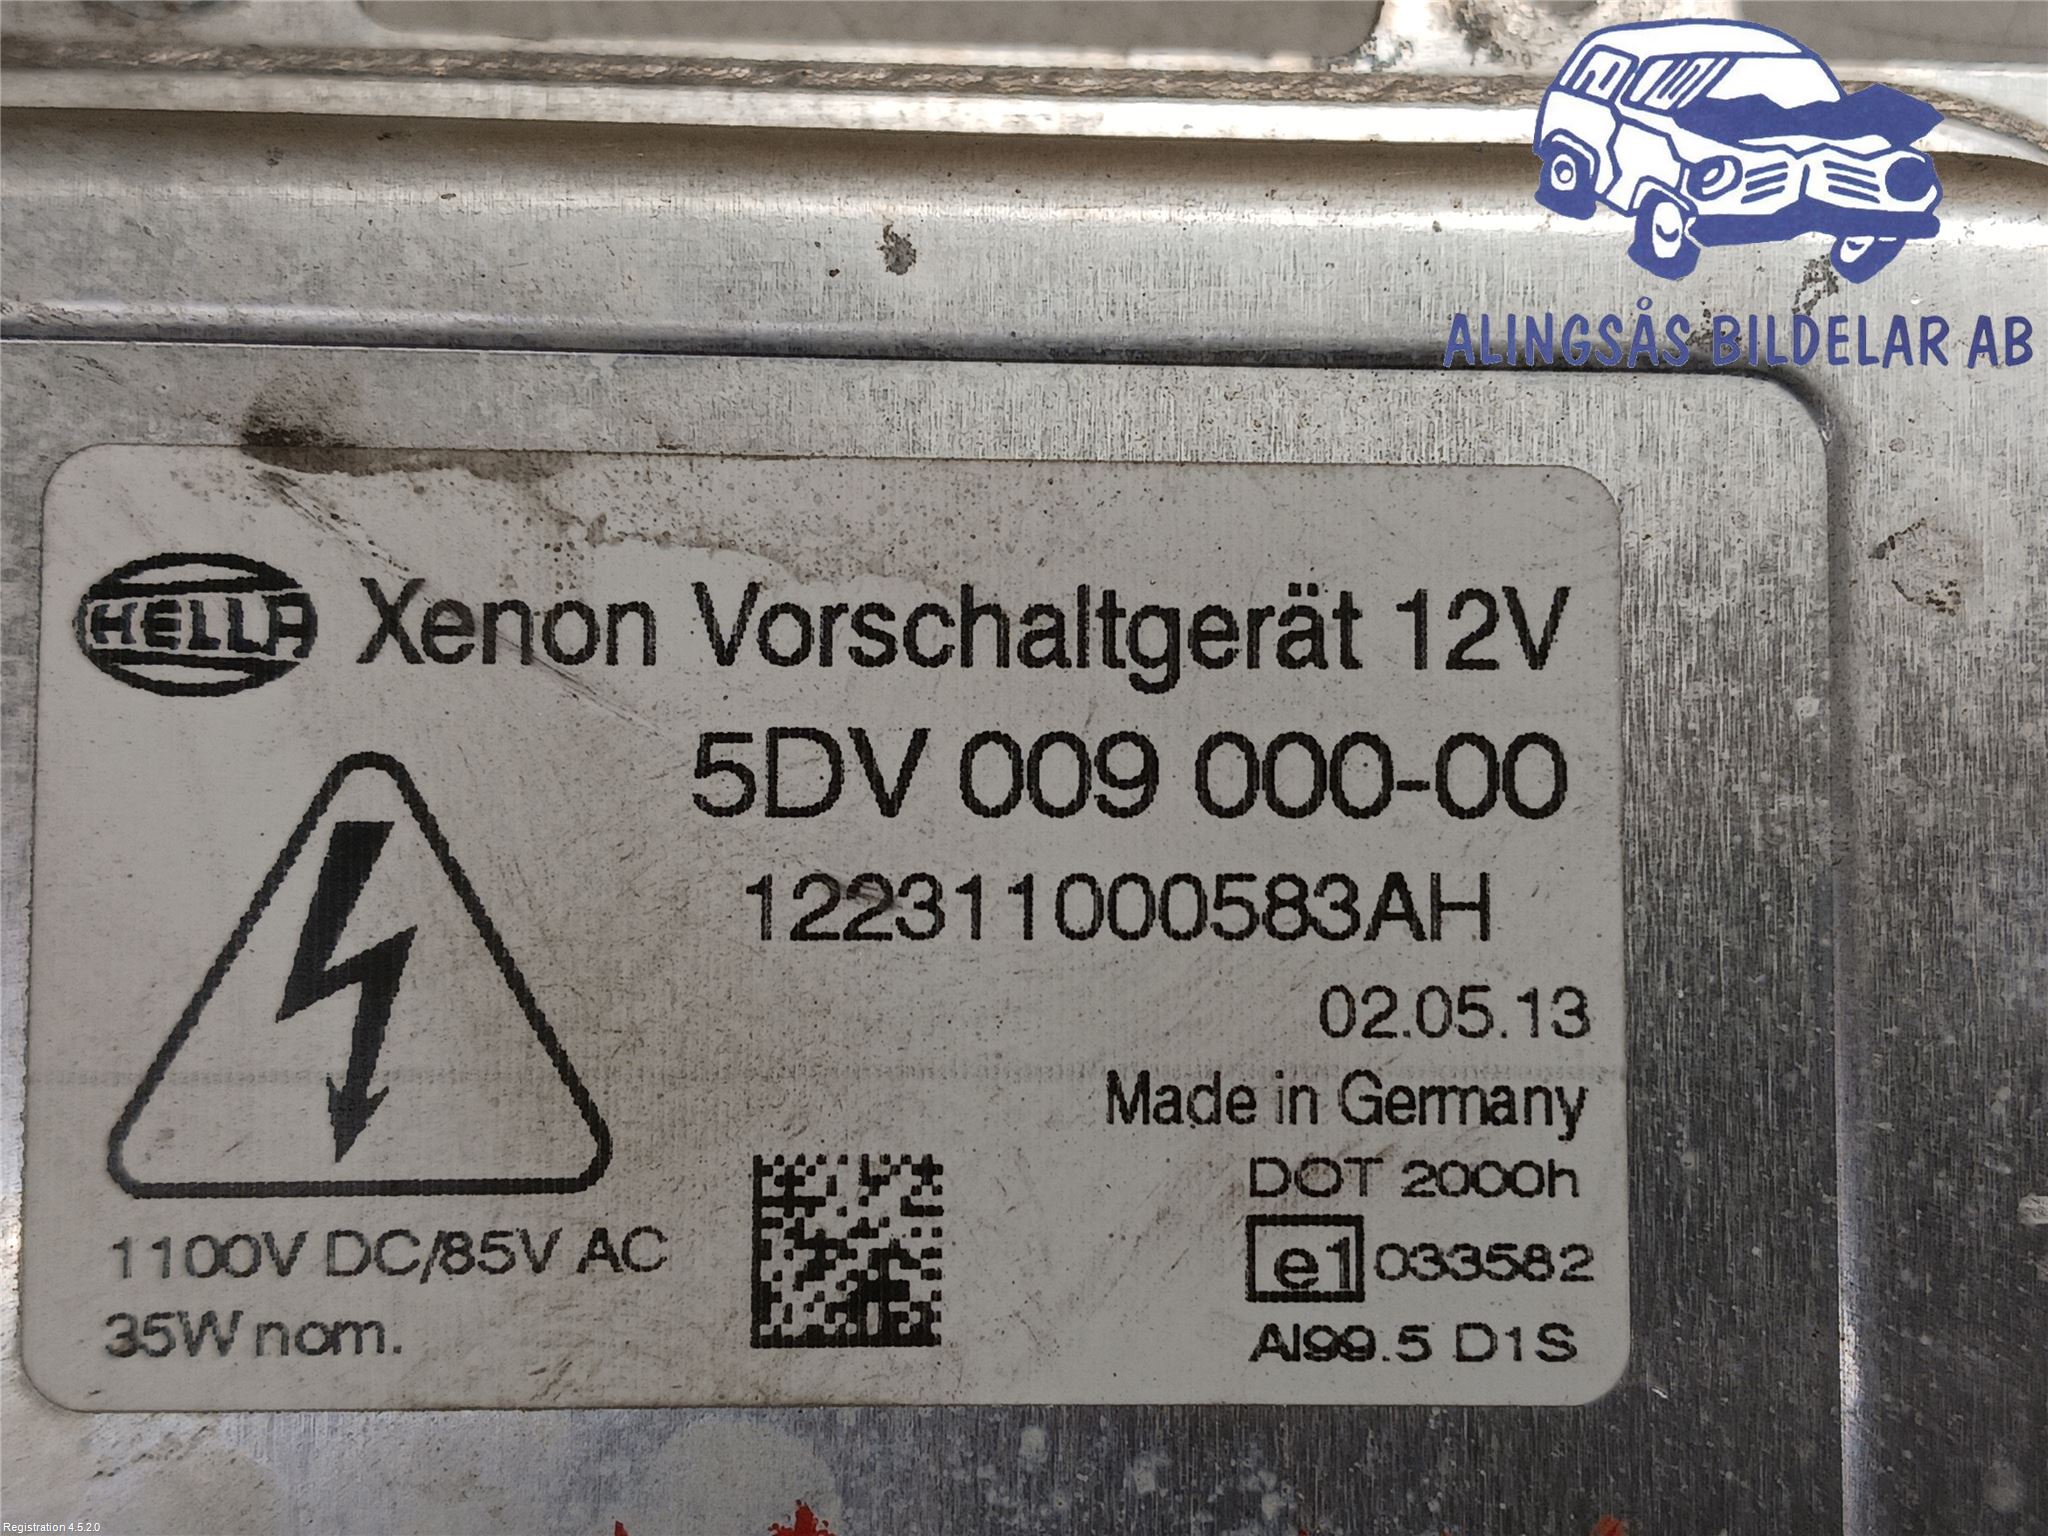 ALINGSÅS BILDELAR AB
HELLA Xenon Vorschaltgerät 12V
5DV 009 000-00
122311000583AH
02.05.13
Made in Germany
DOT 2000h
1100V DC/85V AC
e1 033582
35W nom.
AI99.5 D1S
Registration 4.5.2.0